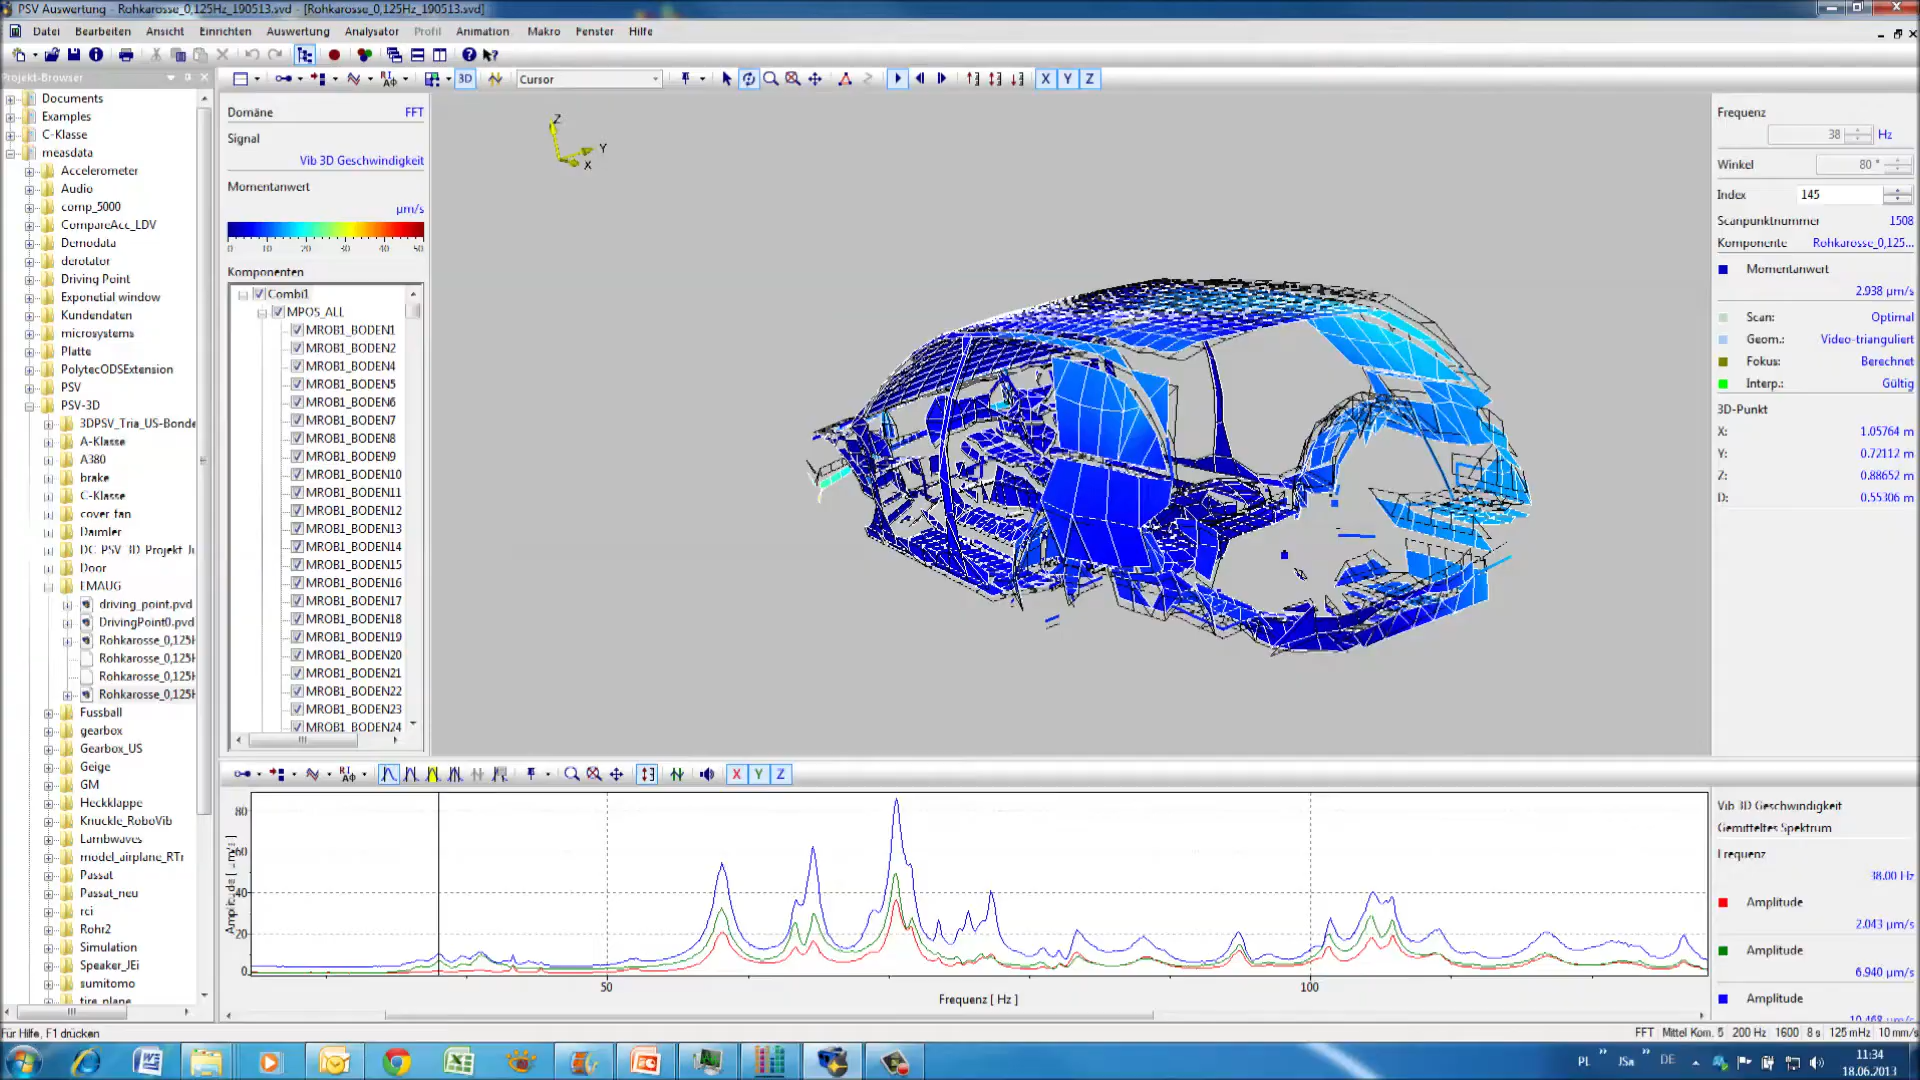 PSV Auswertung - Rohkarosse_0,125Hz_190513.svd - [Rohkarosse_0,125Hz_190513.svd]
Datei Bearbeiten Ansicht Einrichten Auswertung Analysator Profil Animation Makro Fenster Hilfe
Projekt-Browser
Documents
Examples
C-Klasse
measdata
Accelerometer
Audio
comp_5000
CompareAcc_LDV
Demodata
derotator
Driving Point
Exponetial window
Kundendaten
microsystems
Platte
PolytecODSExtension
PSV
PSV-3D
3DPSV_Tria_US-Bonde
A-Klasse
A380
brake
C-Klasse
cover_fan
Daimler
DC_PSV_3D_Projekt_Ju
Door
EMAUG
driving_point.pvd
DrivingPoint0.pvd
Rohkarosse_0,125H
Rohkarosse_0,125H
Rohkarosse_0,125H
Rohkarosse_0,125H
Fussball
gearbox
Gearbox_US
Geige
GM
Heckklappe
Knuckle_RoboVib
Lambwaves
model_airplane_RTr
Passat
Passat_neu
rci
Rohr2
Simulation
Speaker_JEi
sumitomo
tire_plane
3D
Cursor
X Y Z
Domäne FFT
Signal
Vib 3D Geschwindigkeit
Momentanwert
µm/s
0 10 20 30 40 50
Komponenten
Combi1
MPOS_ALL
MROB1_BODEN1
MROB1_BODEN2
MROB1_BODEN4
MROB1_BODEN5
MROB1_BODEN6
MROB1_BODEN7
MROB1_BODEN8
MROB1_BODEN9
MROB1_BODEN10
MROB1_BODEN11
MROB1_BODEN12
MROB1_BODEN13
MROB1_BODEN14
MROB1_BODEN15
MROB1_BODEN16
MROB1_BODEN17
MROB1_BODEN18
MROB1_BODEN19
MROB1_BODEN20
MROB1_BODEN21
MROB1_BODEN22
MROB1_BODEN23
MROB1_BODEN24
Z
Y
X
Frequenz
38 Hz
Winkel 80 °
Index 145
Scanpunktnummer 1508
Komponente Rohkarosse_0,125...
Momentanwert
2.938 µm/s
Scan: Optimal
Geom.: Video-trianguliert
Fokus: Berechnet
Interp.: Gültig
3D-Punkt
X: 1.05764 m
Y: 0.72112 m
Z: 0.88652 m
D: 0.55306 m
X Y Z
Amplitude [ µm/s ]
80
60
40
20
0
50 100
Frequenz [ Hz ]
Vib 3D Geschwindigkeit
Gemitteltes Spektrum
Frequenz
38.00 Hz
Amplitude
2.043 µm/s
Amplitude
6.940 µm/s
Amplitude
10.468 µm/s
Für Hilfe, F1 drücken
FFT Mittel Kom. 5 200 Hz 1600 8 s 125 mHz 10 mm/s
PL JSa DE
11:34
18.06.2013